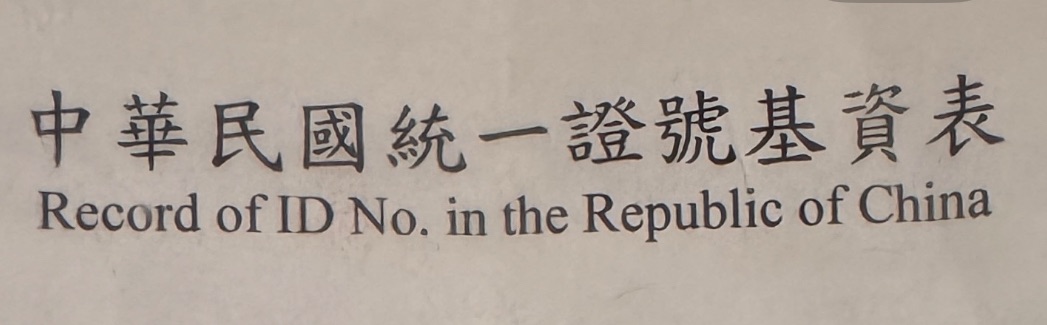 中華民國統一證號基資表
Record of ID No. in the Republic of China